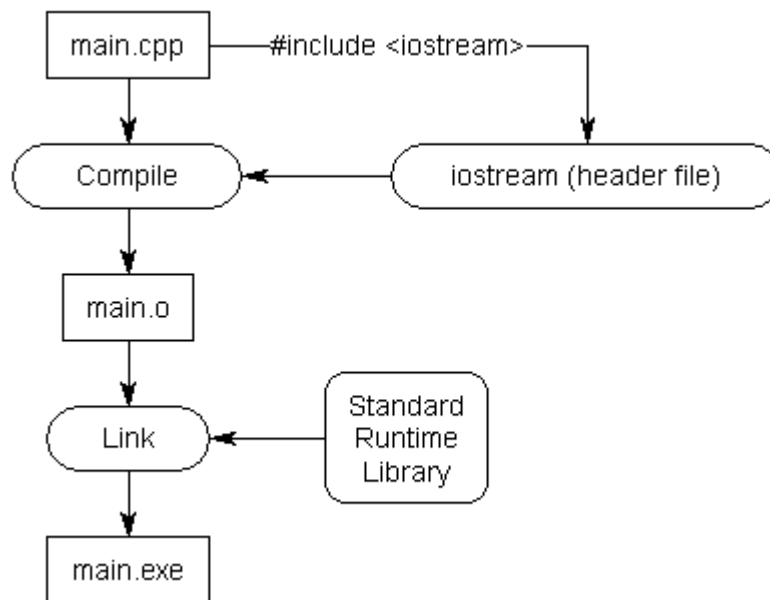 main.cpp
#include <iostream>
Compile
iostream (header file)
main.o
Link
Standard
Runtime
Library
main.exe